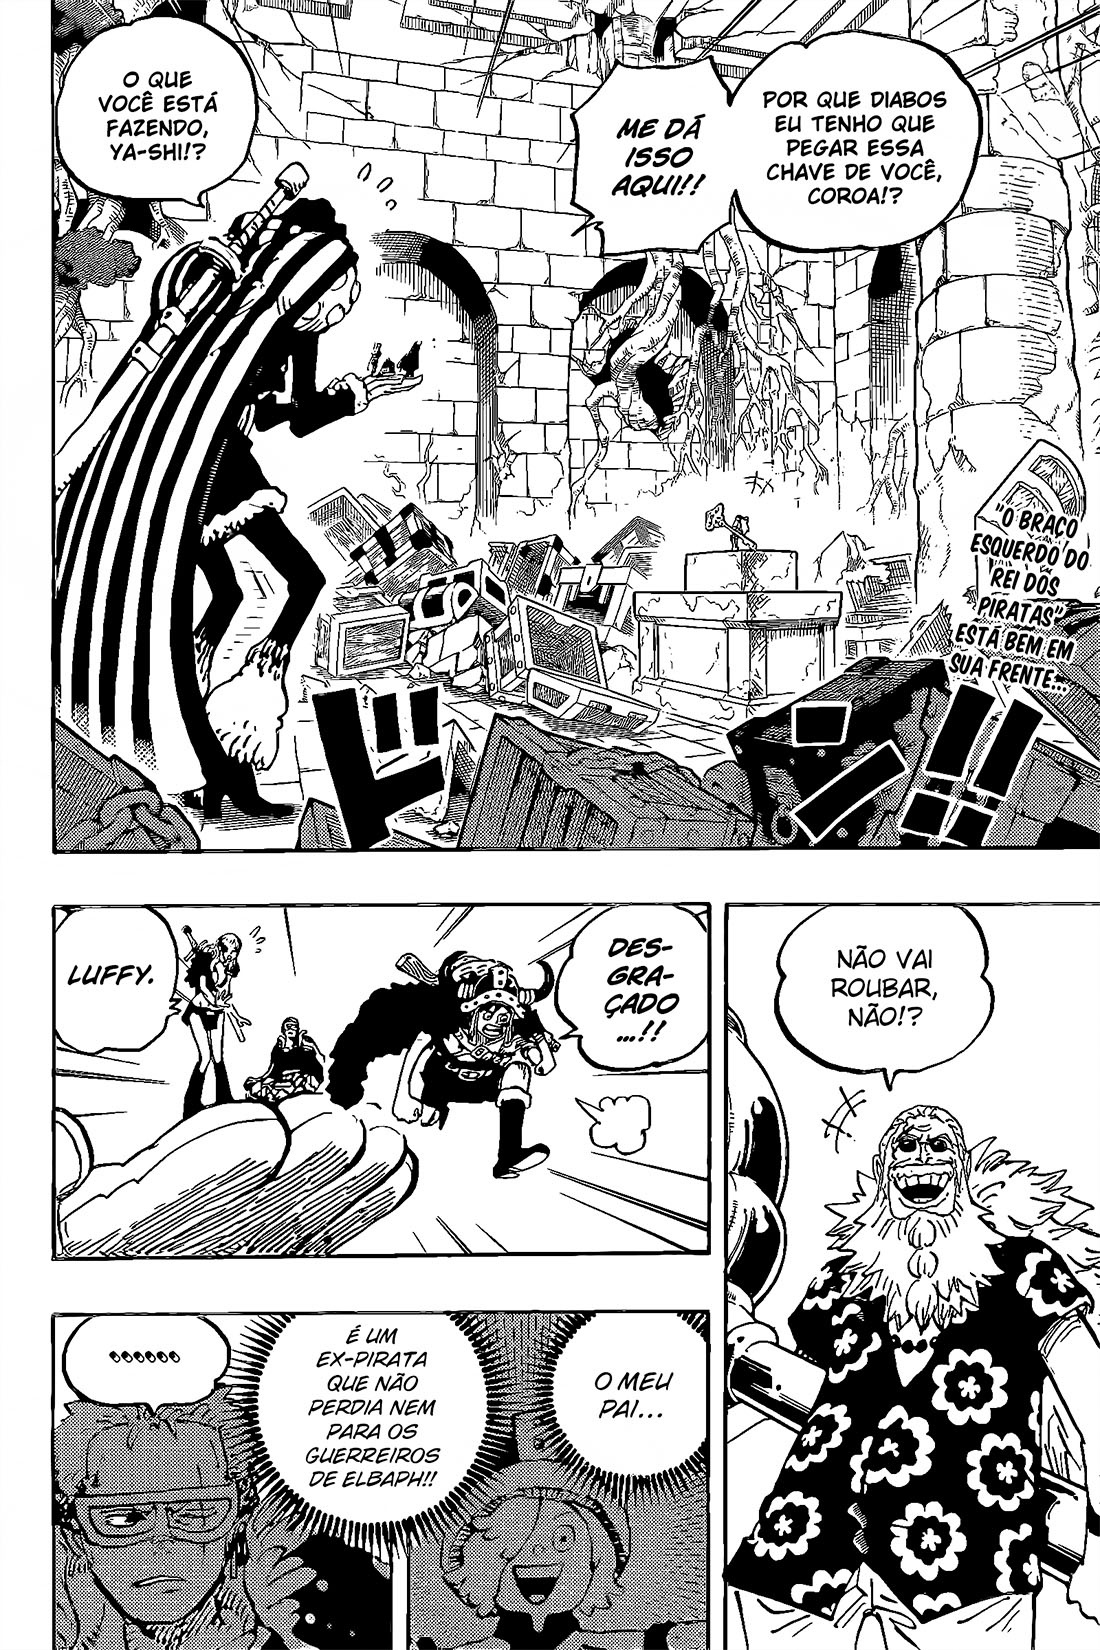 POR QUE DIABOS
EU TENHO QUE
PEGAR ESSA
CHAVE DE VOCÊ,
COROA!?
ME DÁ
ISSO
AQUI!!
O QUE
VOCÊ ESTÁ
FAZENDO,
YA-SHI!?
"O BRAÇO
ESQUERDO DO
REI DOS
PIRATAS"
ESTÁ BEM EM
SUA FRENTE...
ドン!!
NÃO VAI
ROUBAR,
NÃO!?
DES-
GRA-
ÇADO
...!!
LUFFY.
O MEU
PAI...
É UM
EX-PIRATA
QUE NÃO
PERDIA NEM
PARA OS
GUERREIROS
DE ELBAPH!!
......